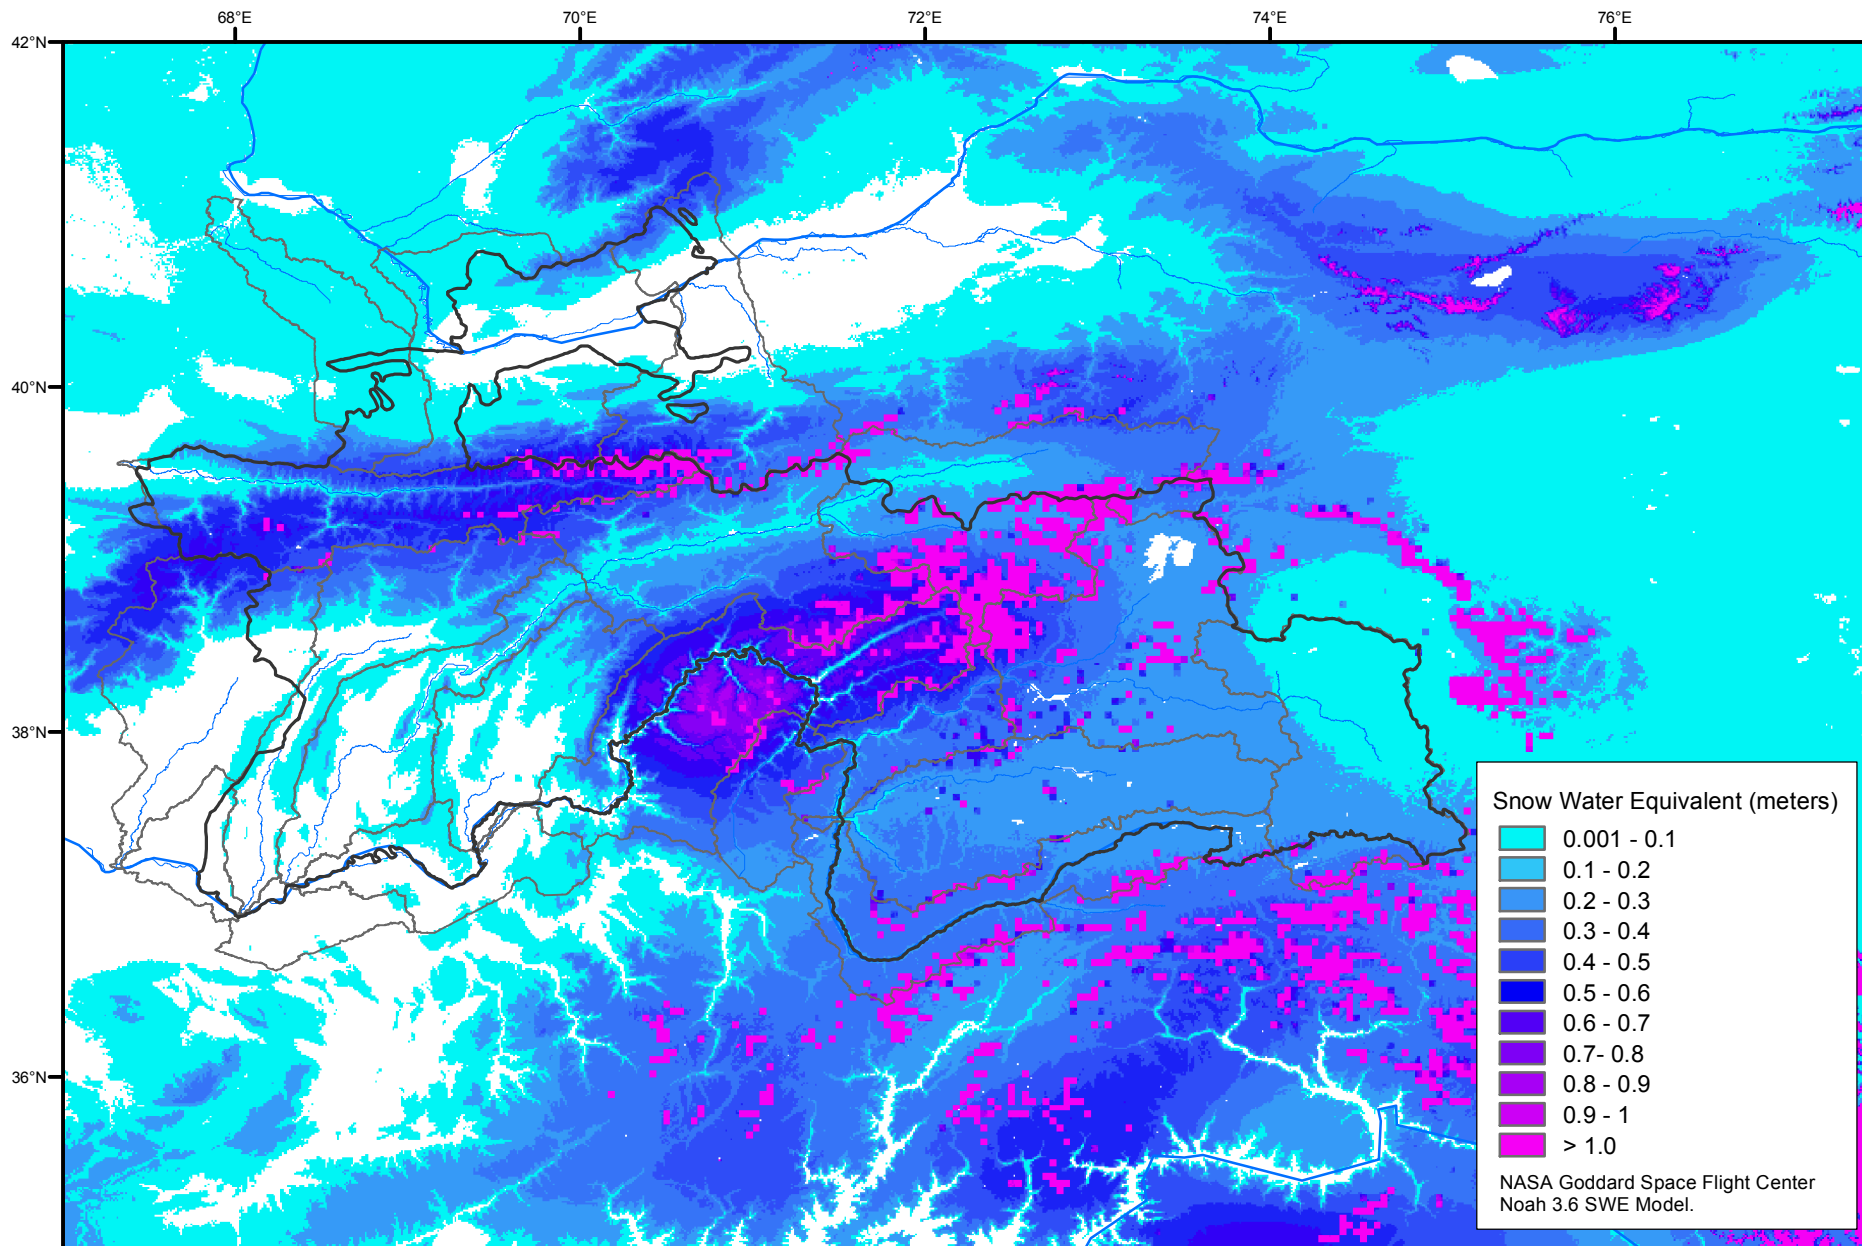 68°E 70°E 72°E 74°E 76°E
42°N
40°N
38°N
36°N
Snow Water Equivalent (meters)
0.001 - 0.1
0.1 - 0.2
0.2 - 0.3
0.3 - 0.4
0.4 - 0.5
0.5 - 0.6
0.6 - 0.7
0.7- 0.8
0.8 - 0.9
0.9 - 1
> 1.0
NASA Goddard Space Flight Center
Noah 3.6 SWE Model.